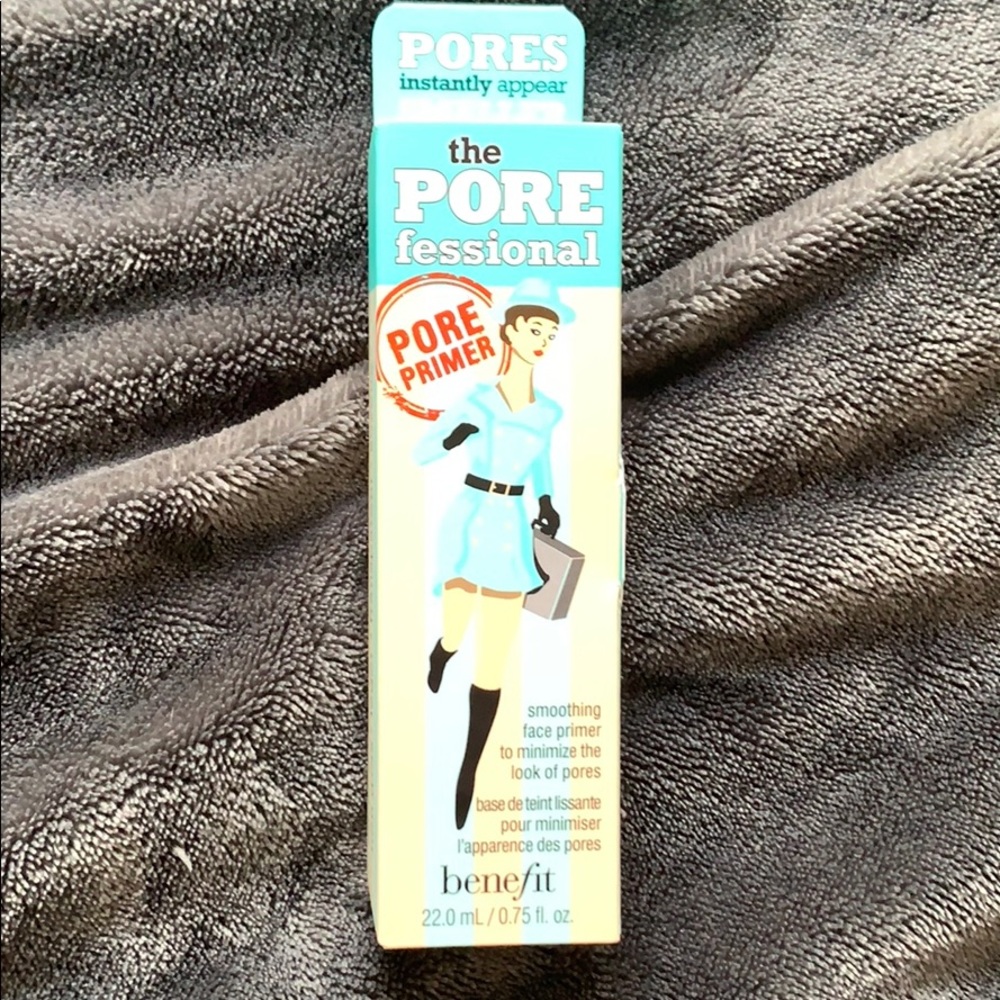 PORES
instantly appear
the
PORE
fessional
PORE
PRIMER
smoothing
face primer
to minimize the
look of pores
base de teint lissante
pour minimiser
l'apparence des pores
benefit
22.0 mL / 0.75 fl. oz.